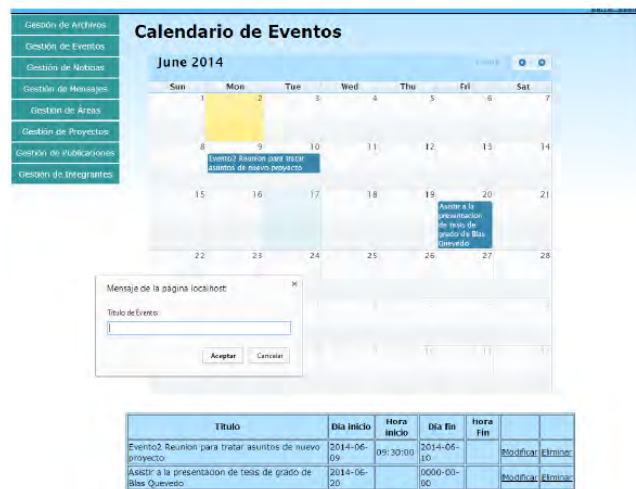 Gestión de Archivos
Gestión de Eventos
Gestión de Noticias
Gestión de Mensajes
Gestión de Áreas
Gestión de Proyectos
Gestión de Publicaciones
Gestión de Integrantes
Calendario de Eventos
June 2014
Sun Mon Tue Wed Thu Fri Sat
1 2 3 4 5 6 7
8 9 10 11 12 13 14
Evento2 Reunion para tratar
asuntos de nuevo proyecto
15 16 17 18 19 20 21
Asistir a la
presentacion
de tesis de
grado de Blas
Quevedo
22 23 24 25 26 27 28
Mensaje de la página localhost:
Título de Evento:
Aceptar Cancelar
Titulo Dia inicio Hora inicio Dia fin Hora Fin
Evento2 Reunion para tratar asuntos de nuevo proyecto 2014-06-09 09:30:00 2014-06-10 Modificar Eliminar
Asistir a la presentacion de tesis de grado de Blas Quevedo 2014-06-20 0000-00-00 Modificar Eliminar